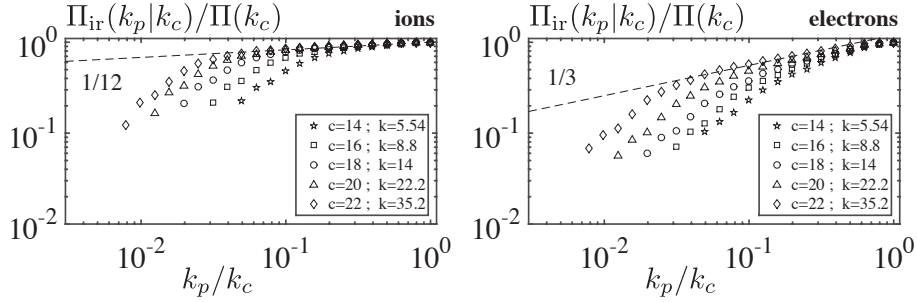 Π_ir(k_p|k_c)/Π(k_c) ions
10^0
10^-1
10^-2
1/12
c=14 ; k=5.54
c=16 ; k=8.8
c=18 ; k=14
c=20 ; k=22.2
c=22 ; k=35.2
10^-2 10^-1 10^0
k_p/k_c
Π_ir(k_p|k_c)/Π(k_c) electrons
10^0
10^-1
10^-2
1/3
c=14 ; k=5.54
c=16 ; k=8.8
c=18 ; k=14
c=20 ; k=22.2
c=22 ; k=35.2
10^-2 10^-1 10^0
k_p/k_c